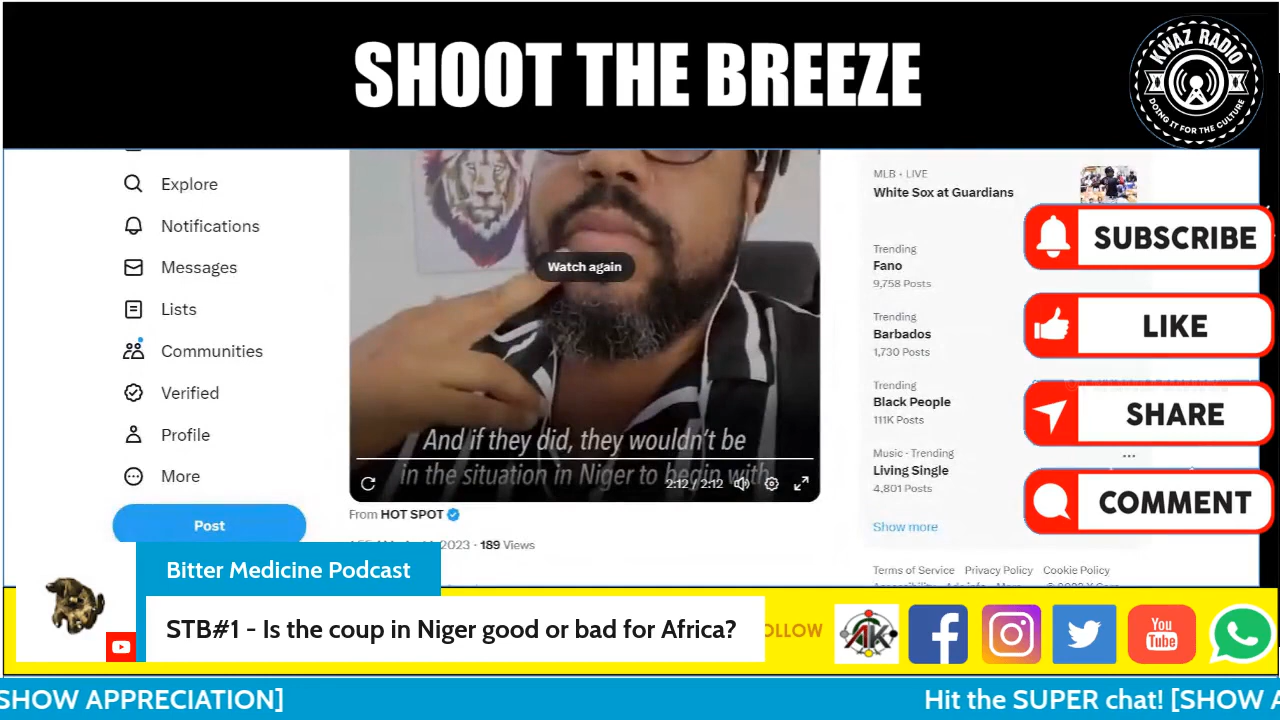 SHOOT THE BREEZE
KWAZ RADIO
DOING IT FOR THE CULTURE
Explore
Notifications
Messages
Lists
Communities
Verified
Profile
More
Post
Watch again
And if they did, they wouldn't be
in the situation in Niger to begin with
2:12 / 2:12
From HOT SPOT
2023 · 189 Views
MLB · LIVE
White Sox at Guardians
Trending
Fano
9,758 Posts
Trending
Barbados
1,730 Posts
Trending
Black People
111K Posts
Music · Trending
Living Single
4,801 Posts
Show more
Terms of Service Privacy Policy Cookie Policy
SUBSCRIBE
LIKE
SHARE
COMMENT
Bitter Medicine Podcast
STB#1 - Is the coup in Niger good or bad for Africa?
OLLOW
AK
You
Tube
SHOW APPRECIATION]
Hit the SUPER chat! [SHOW A